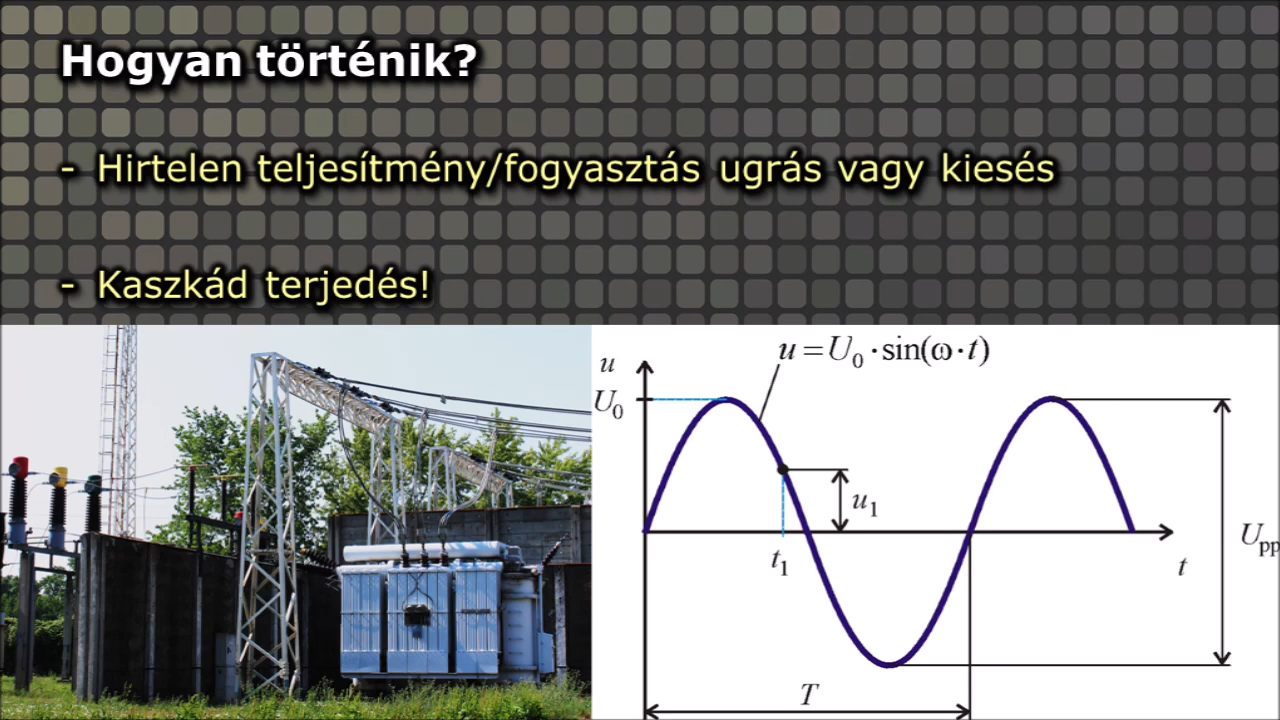 Hogyan történik?
- Hirtelen teljesítmény/fogyasztás ugrás vagy kiesés
- Kaszkád terjedés!
u = U₀ · sin(ω · t)
u
U₀
u₁
t₁
t
Upp
T